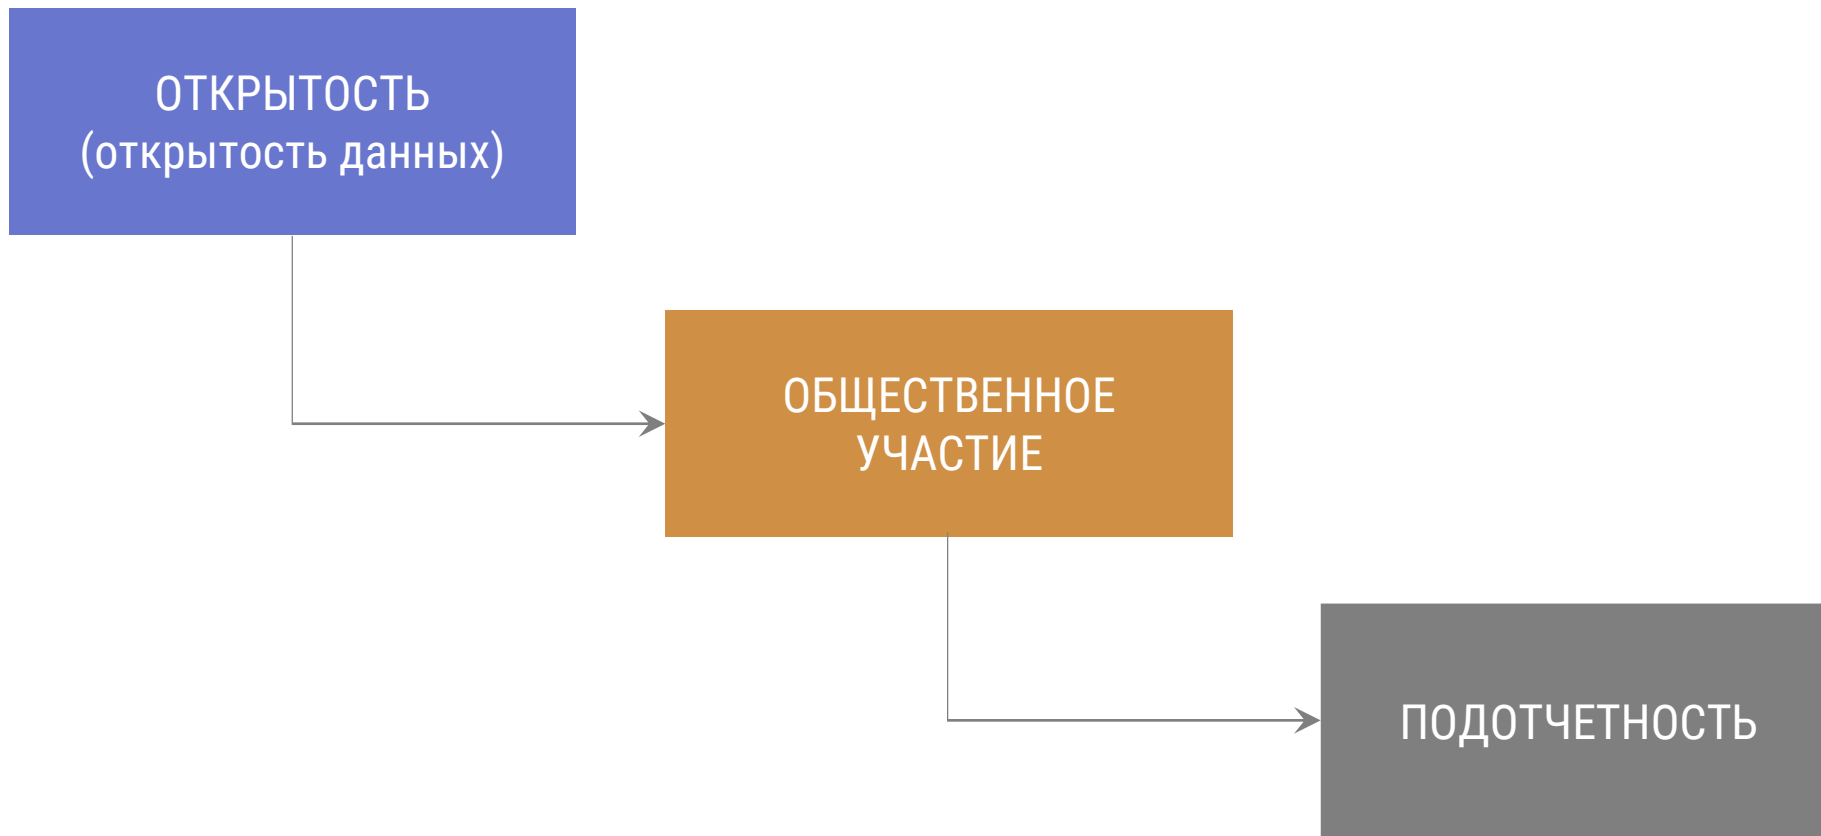 ОТКРЫТОСТЬ
(открытость данных)
ОБЩЕСТВЕННОЕ
УЧАСТИЕ
ПОДОТЧЕТНОСТЬ